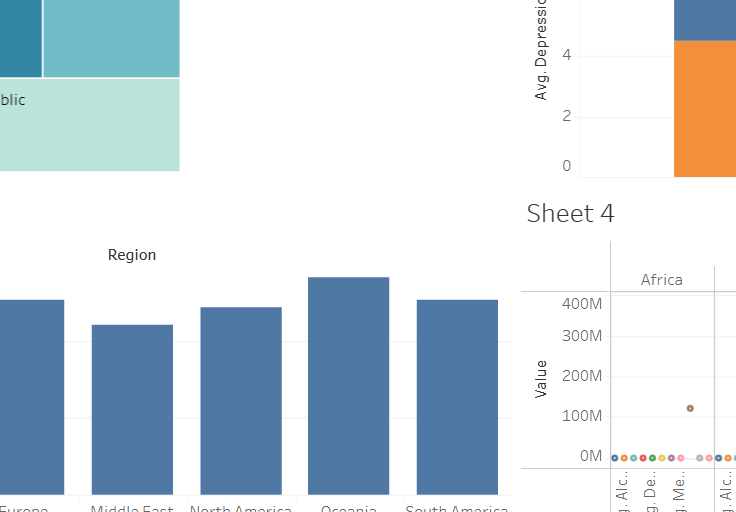 blic
Avg. Depressio
4
2
0
Sheet 4
Region
Africa
400M
300M
200M
100M
0M
Value
Europe
Middle East
North America
Oceania
South America
g. Alc..
g. De..
g. Me..
g. Alc..